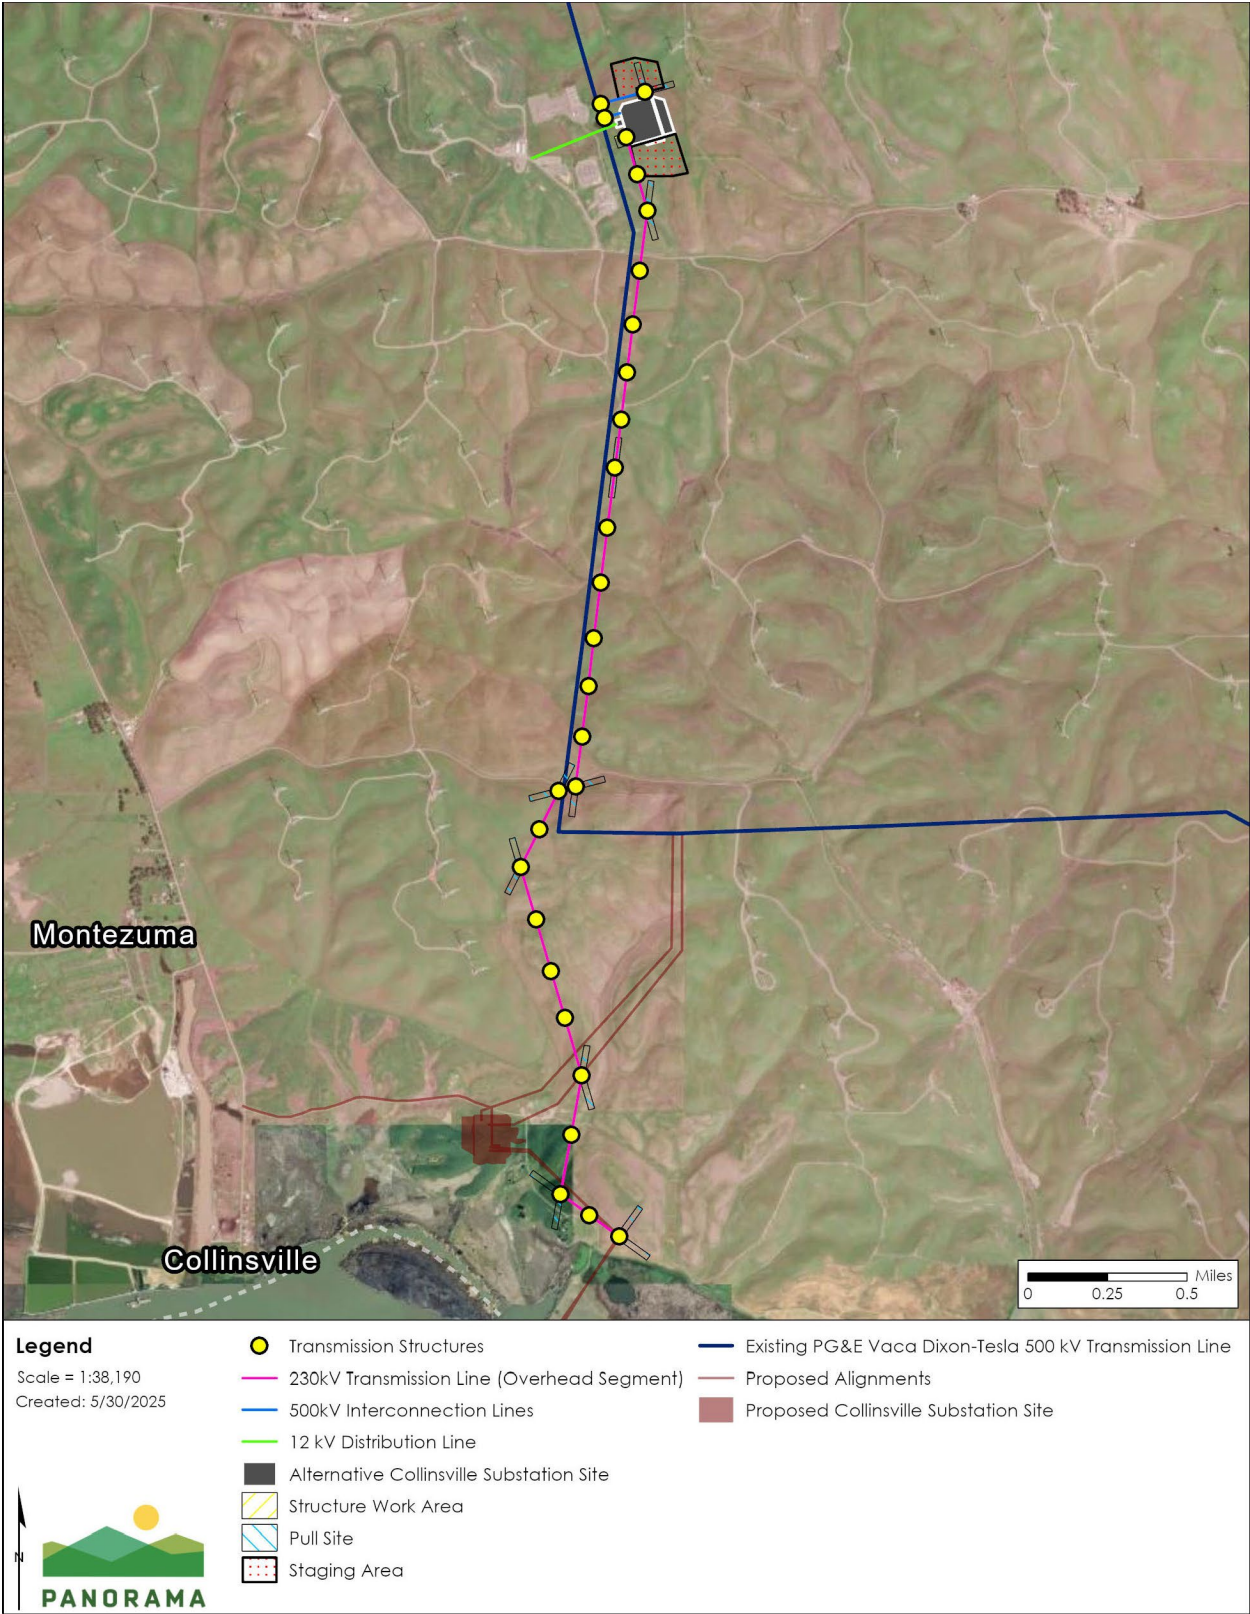 Montezuma
Collinsville
Miles
0 0.25 0.5
Legend
Scale = 1:38,190
Created: 5/30/2025
N
PANORAMA
Transmission Structures
230kV Transmission Line (Overhead Segment)
500kV Interconnection Lines
12 kV Distribution Line
Alternative Collinsville Substation Site
Structure Work Area
Pull Site
Staging Area
Existing PG&E Vaca Dixon-Tesla 500 kV Transmission Line
Proposed Alignments
Proposed Collinsville Substation Site